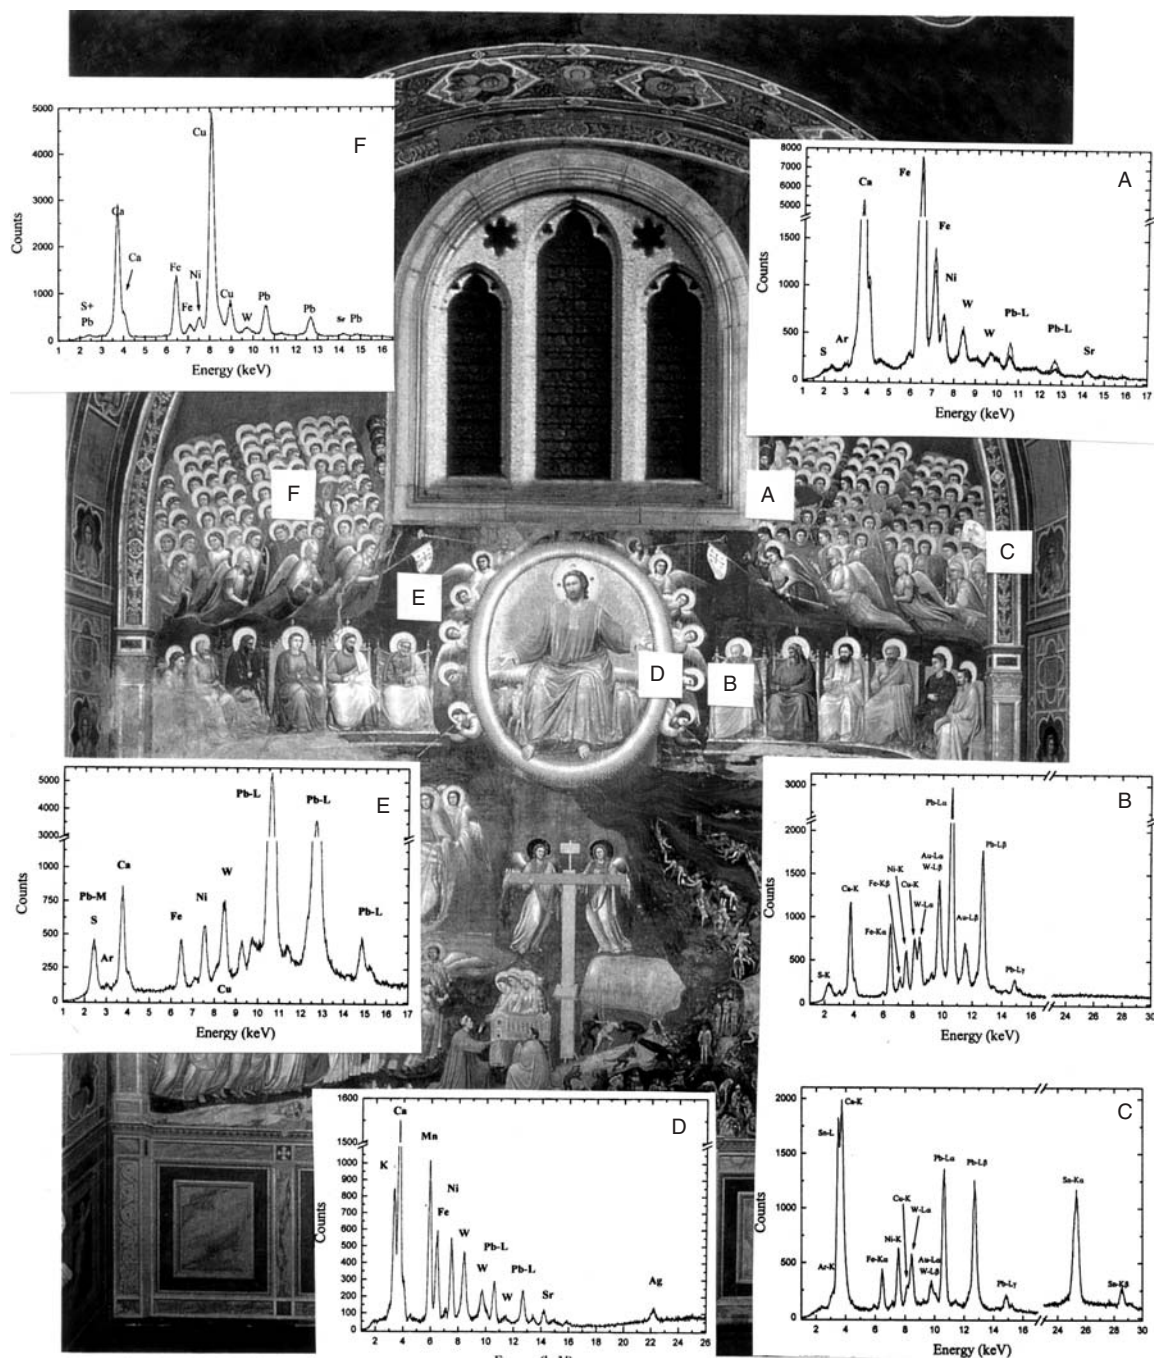 F
5000
4000
3000
2000
1000
0
Counts
Cu
Ca
Ca
Fe
Ni
Fe
S+
Pb
Cu
W
Pb
Pb
Sr Pb
1 2 3 4 5 6 7 8 9 10 11 12 13 14 15 16
Energy (keV)
A
8000
7000
6000
5000
1500
1000
500
0
Counts
Ca
Fe
Fe
Ni
W
W
Pb-L
Pb-L
S
Ar
Sr
1 2 3 4 5 6 7 8 9 10 11 12 13 14 15 16 17
Energy (keV)
F
A
C
E
D
B
E
5000
4000
3000
1000
750
500
250
0
Counts
Pb-L
Pb-L
Ca
W
Pb-M
S
Ar
Fe
Ni
Cu
Pb-L
1 2 3 4 5 6 7 8 9 10 11 12 13 14 15 16 17
Energy (keV)
B
3000
2000
1500
1000
500
0
Counts
Pb-Lα
Pb-Lβ
Au-Lα
W-Lβ
Ni-K
Fe-Kβ
Cu-K
W-Lα
Ca-K
Fe-Kα
Au-Lβ
S-K
Pb-Lγ
2 4 6 8 10 12 14 16 24 26 28 30
Energy (keV)
D
1600
1500
1000
900
800
700
600
500
400
300
200
100
0
Counts
Ca
Mn
K
Ni
Fe
W
W
Pb-L
W
Pb-L
Sr
Ag
2 4 6 8 10 12 14 16 18 20 22 24 26
C
2000
1500
1000
500
0
Counts
Ca-K
Sn-L
Pb-Lα
Pb-Lβ
Sn-Kα
Cu-K
W-Lα
Ni-K
Ar-K
Fe-Kα
Au-Lα
W-Lβ
Pb-Lγ
Sn-Kβ
2 4 6 8 10 12 14 16 24 26 28 30
Energy (keV)